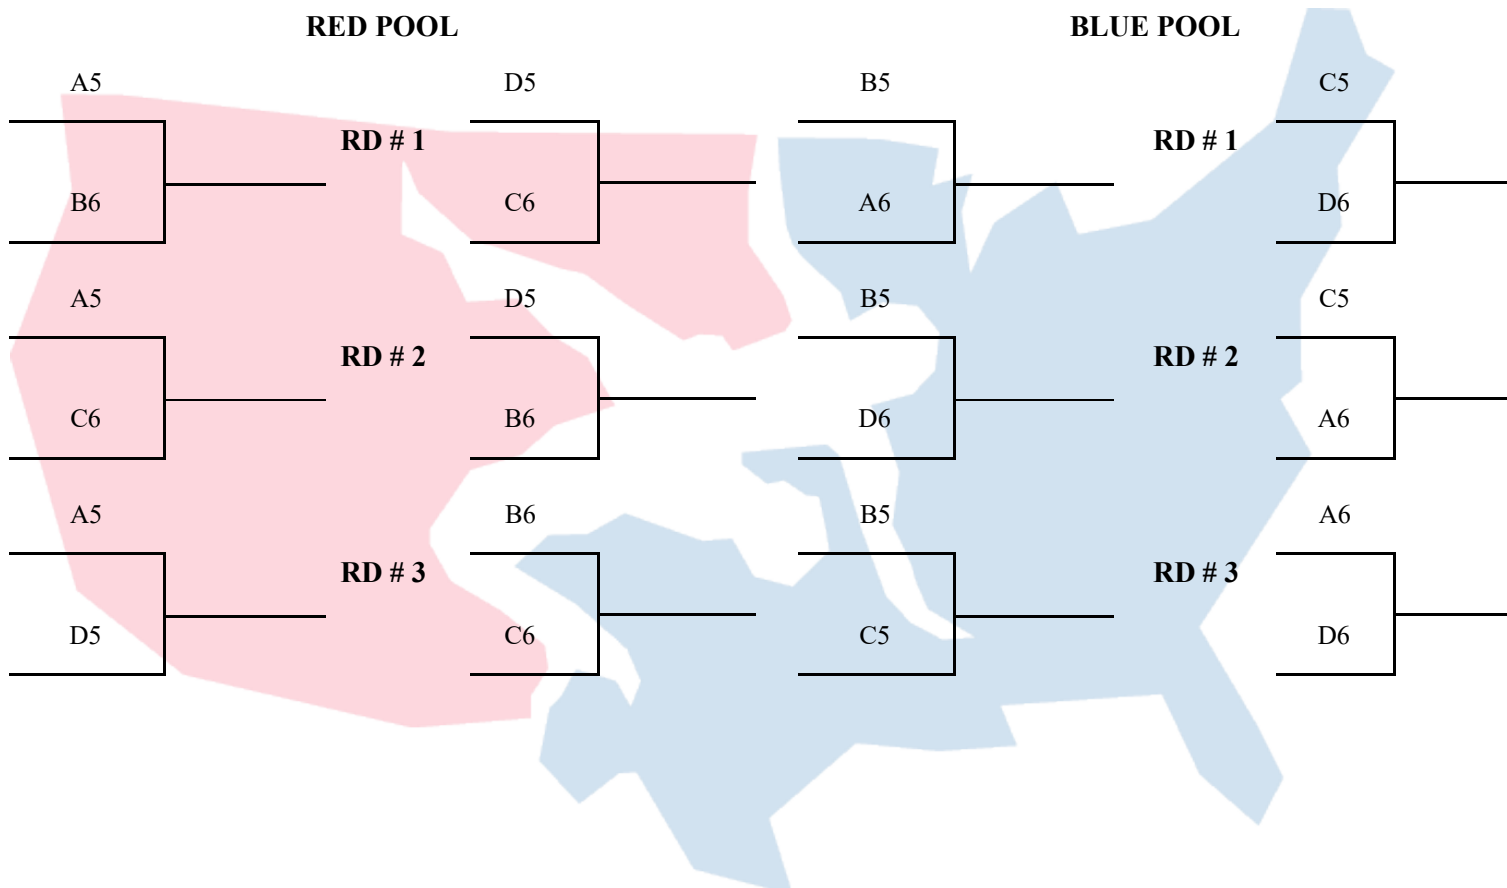 RED POOL BLUE POOL
A5 D5 B5 C5
RD # 1 RD # 1
B6 C6 A6 D6
A5 D5 B5 C5
RD # 2 RD # 2
C6 B6 D6 A6
A5 B6 B5 A6
RD # 3 RD # 3
D5 C6 C5 D6